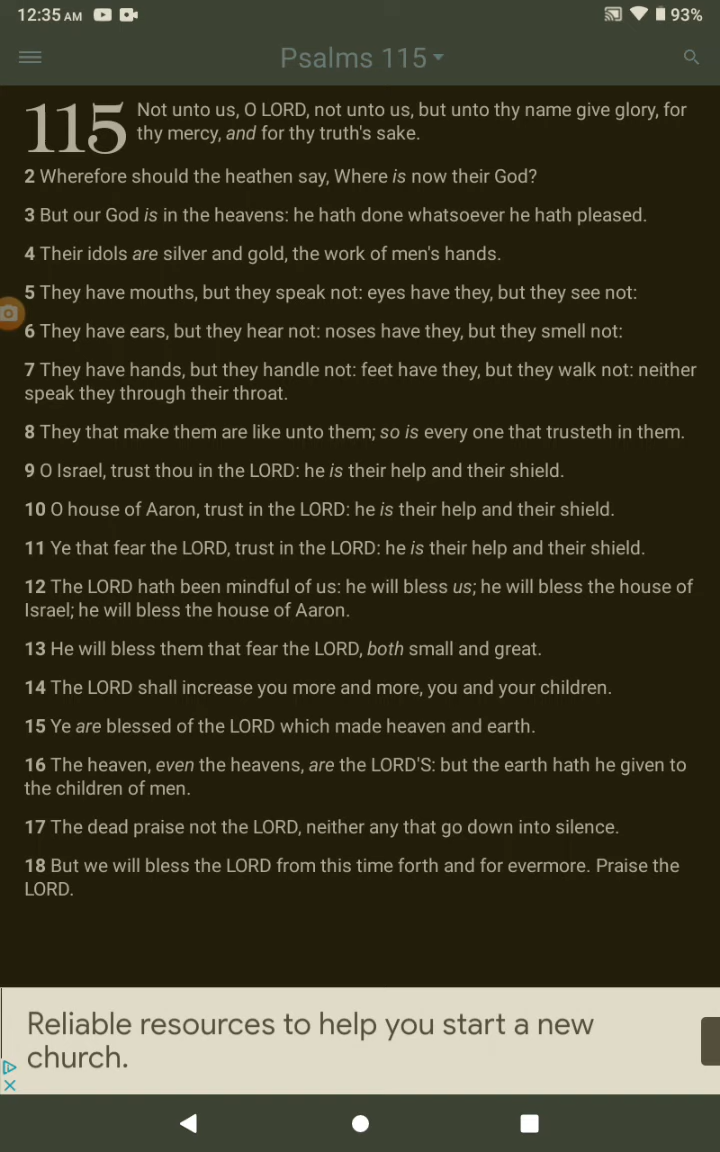 12:35 AM 93%
Psalms 115
115 Not unto us, O LORD, not unto us, but unto thy name give glory, for
thy mercy, and for thy truth's sake.
2 Wherefore should the heathen say, Where is now their God?
3 But our God is in the heavens: he hath done whatsoever he hath pleased.
4 Their idols are silver and gold, the work of men's hands.
5 They have mouths, but they speak not: eyes have they, but they see not:
6 They have ears, but they hear not: noses have they, but they smell not:
7 They have hands, but they handle not: feet have they, but they walk not: neither
speak they through their throat.
8 They that make them are like unto them; so is every one that trusteth in them.
9 O Israel, trust thou in the LORD: he is their help and their shield.
10 O house of Aaron, trust in the LORD: he is their help and their shield.
11 Ye that fear the LORD, trust in the LORD: he is their help and their shield.
12 The LORD hath been mindful of us: he will bless us; he will bless the house of
Israel; he will bless the house of Aaron.
13 He will bless them that fear the LORD, both small and great.
14 The LORD shall increase you more and more, you and your children.
15 Ye are blessed of the LORD which made heaven and earth.
16 The heaven, even the heavens, are the LORD'S: but the earth hath he given to
the children of men.
17 The dead praise not the LORD, neither any that go down into silence.
18 But we will bless the LORD from this time forth and for evermore. Praise the
LORD.
Reliable resources to help you start a new
church.